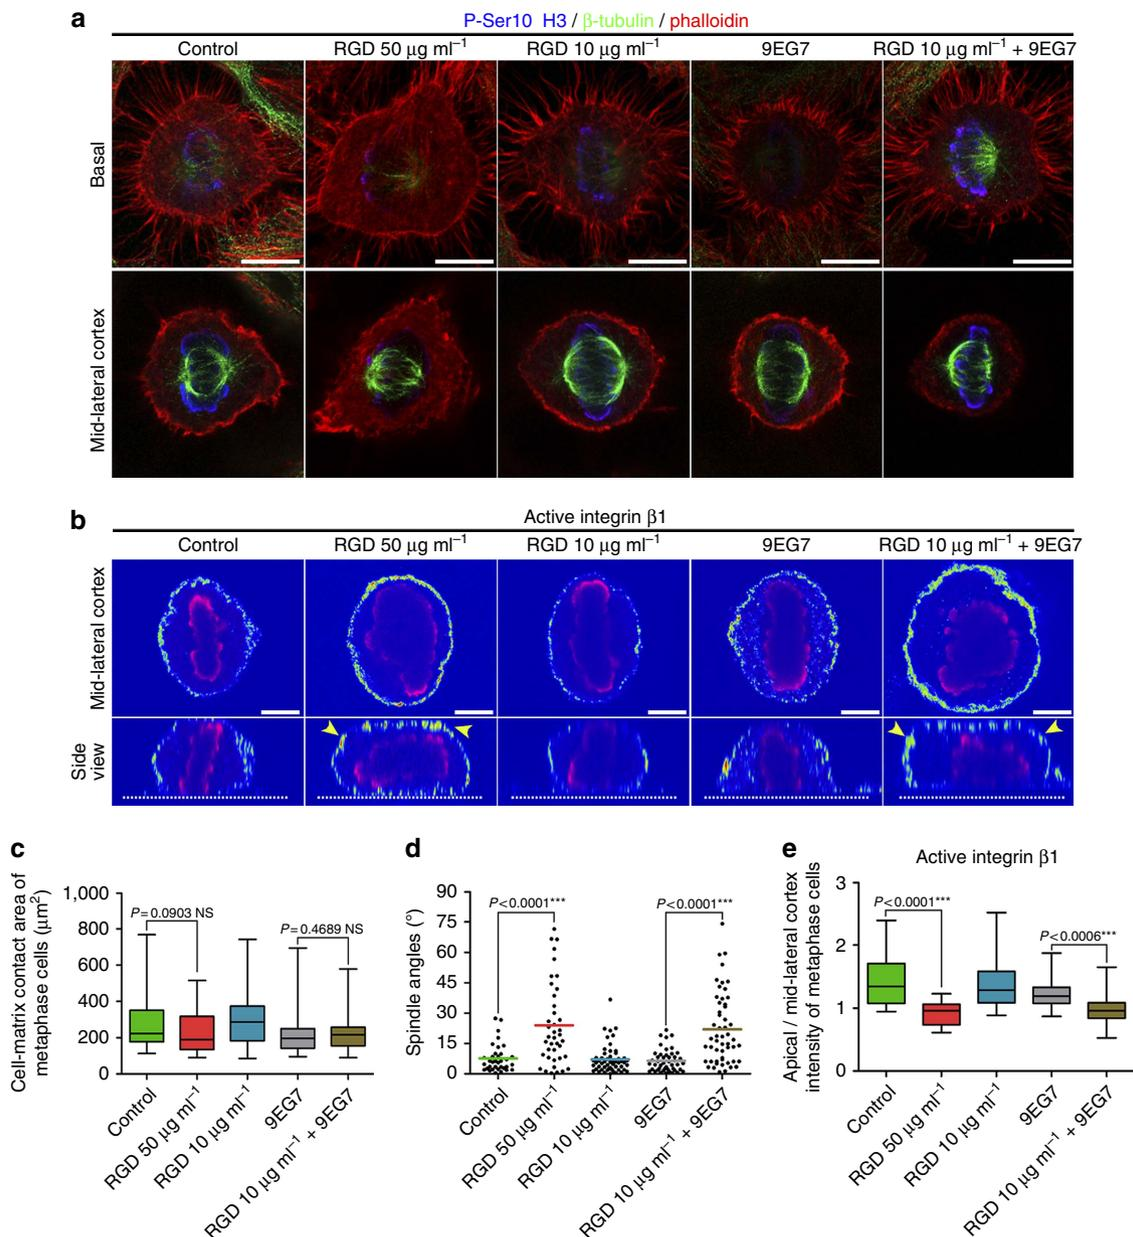 a
P-Ser10 H3 / β-tubulin / phalloidin
Control RGD 50 μg ml⁻¹ RGD 10 μg ml⁻¹ 9EG7 RGD 10 μg ml⁻¹ + 9EG7
Basal
Mid-lateral cortex
b
Active integrin β1
Control RGD 50 μg ml⁻¹ RGD 10 μg ml⁻¹ 9EG7 RGD 10 μg ml⁻¹ + 9EG7
Mid-lateral cortex
Side
view
c
Cell-matrix contact area of
metaphase cells (μm²)
1,000
800
600
400
200
0
P=0.0903 NS
P=0.4689 NS
Control
RGD 50 μg ml⁻¹
RGD 10 μg ml⁻¹
9EG7
RGD 10 μg ml⁻¹ + 9EG7
d
Spindle angles (°)
90
75
60
45
30
15
0
P<0.0001***
P<0.0001***
Control
RGD 50 μg ml⁻¹
RGD 10 μg ml⁻¹
9EG7
RGD 10 μg ml⁻¹ + 9EG7
e
Active integrin β1
Apical / mid-lateral cortex
intensity of metaphase cells
3
2
1
0
P<0.0001***
P<0.0006***
Control
RGD 50 μg ml⁻¹
RGD 10 μg ml⁻¹
9EG7
RGD 10 μg ml⁻¹ + 9EG7